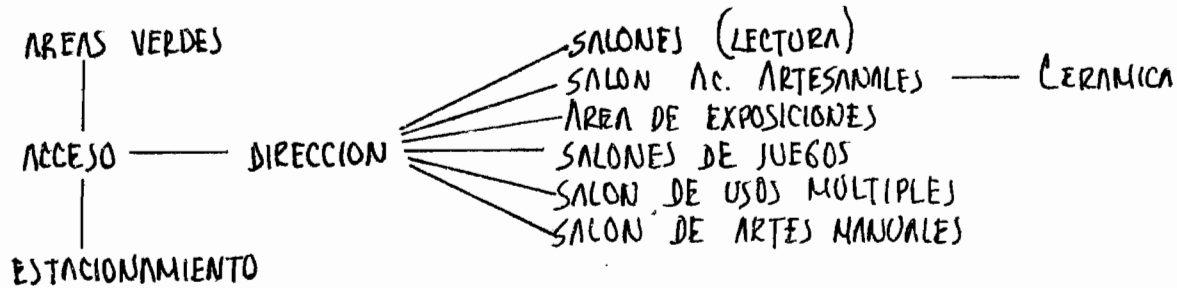 AREAS VERDES
ACCESO
ESTACIONAMIENTO
DIRECCION
SALONES (LECTURA)
SALON AC. ARTESANALES
CERAMICA
AREA DE EXPOSICIONES
SALONES DE JUEGOS
SALON DE USOS MULTIPLES
SALON DE ARTES MANUALES